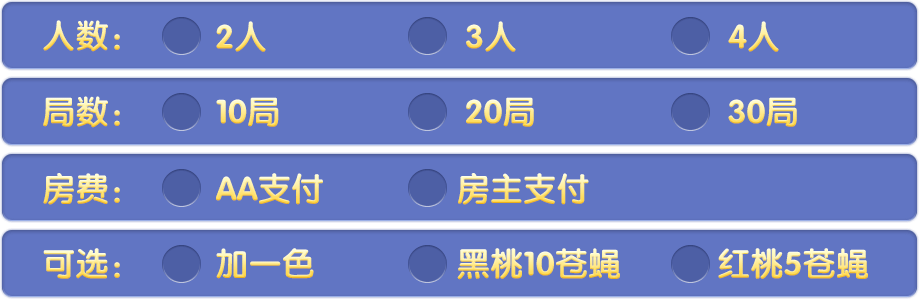 人数： 2人 3人 4人
局数： 10局 20局 30局
房费： AA支付 房主支付
可选： 加一色 黑桃10苍蝇 红桃5苍蝇